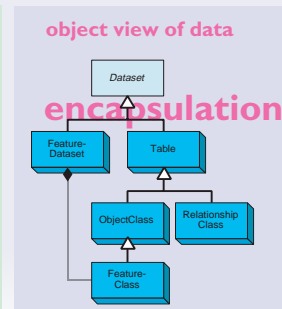 object view of data
Dataset
encapsulation
Feature-
Dataset
Table
ObjectClass
Relationship
Class
Feature-
Class